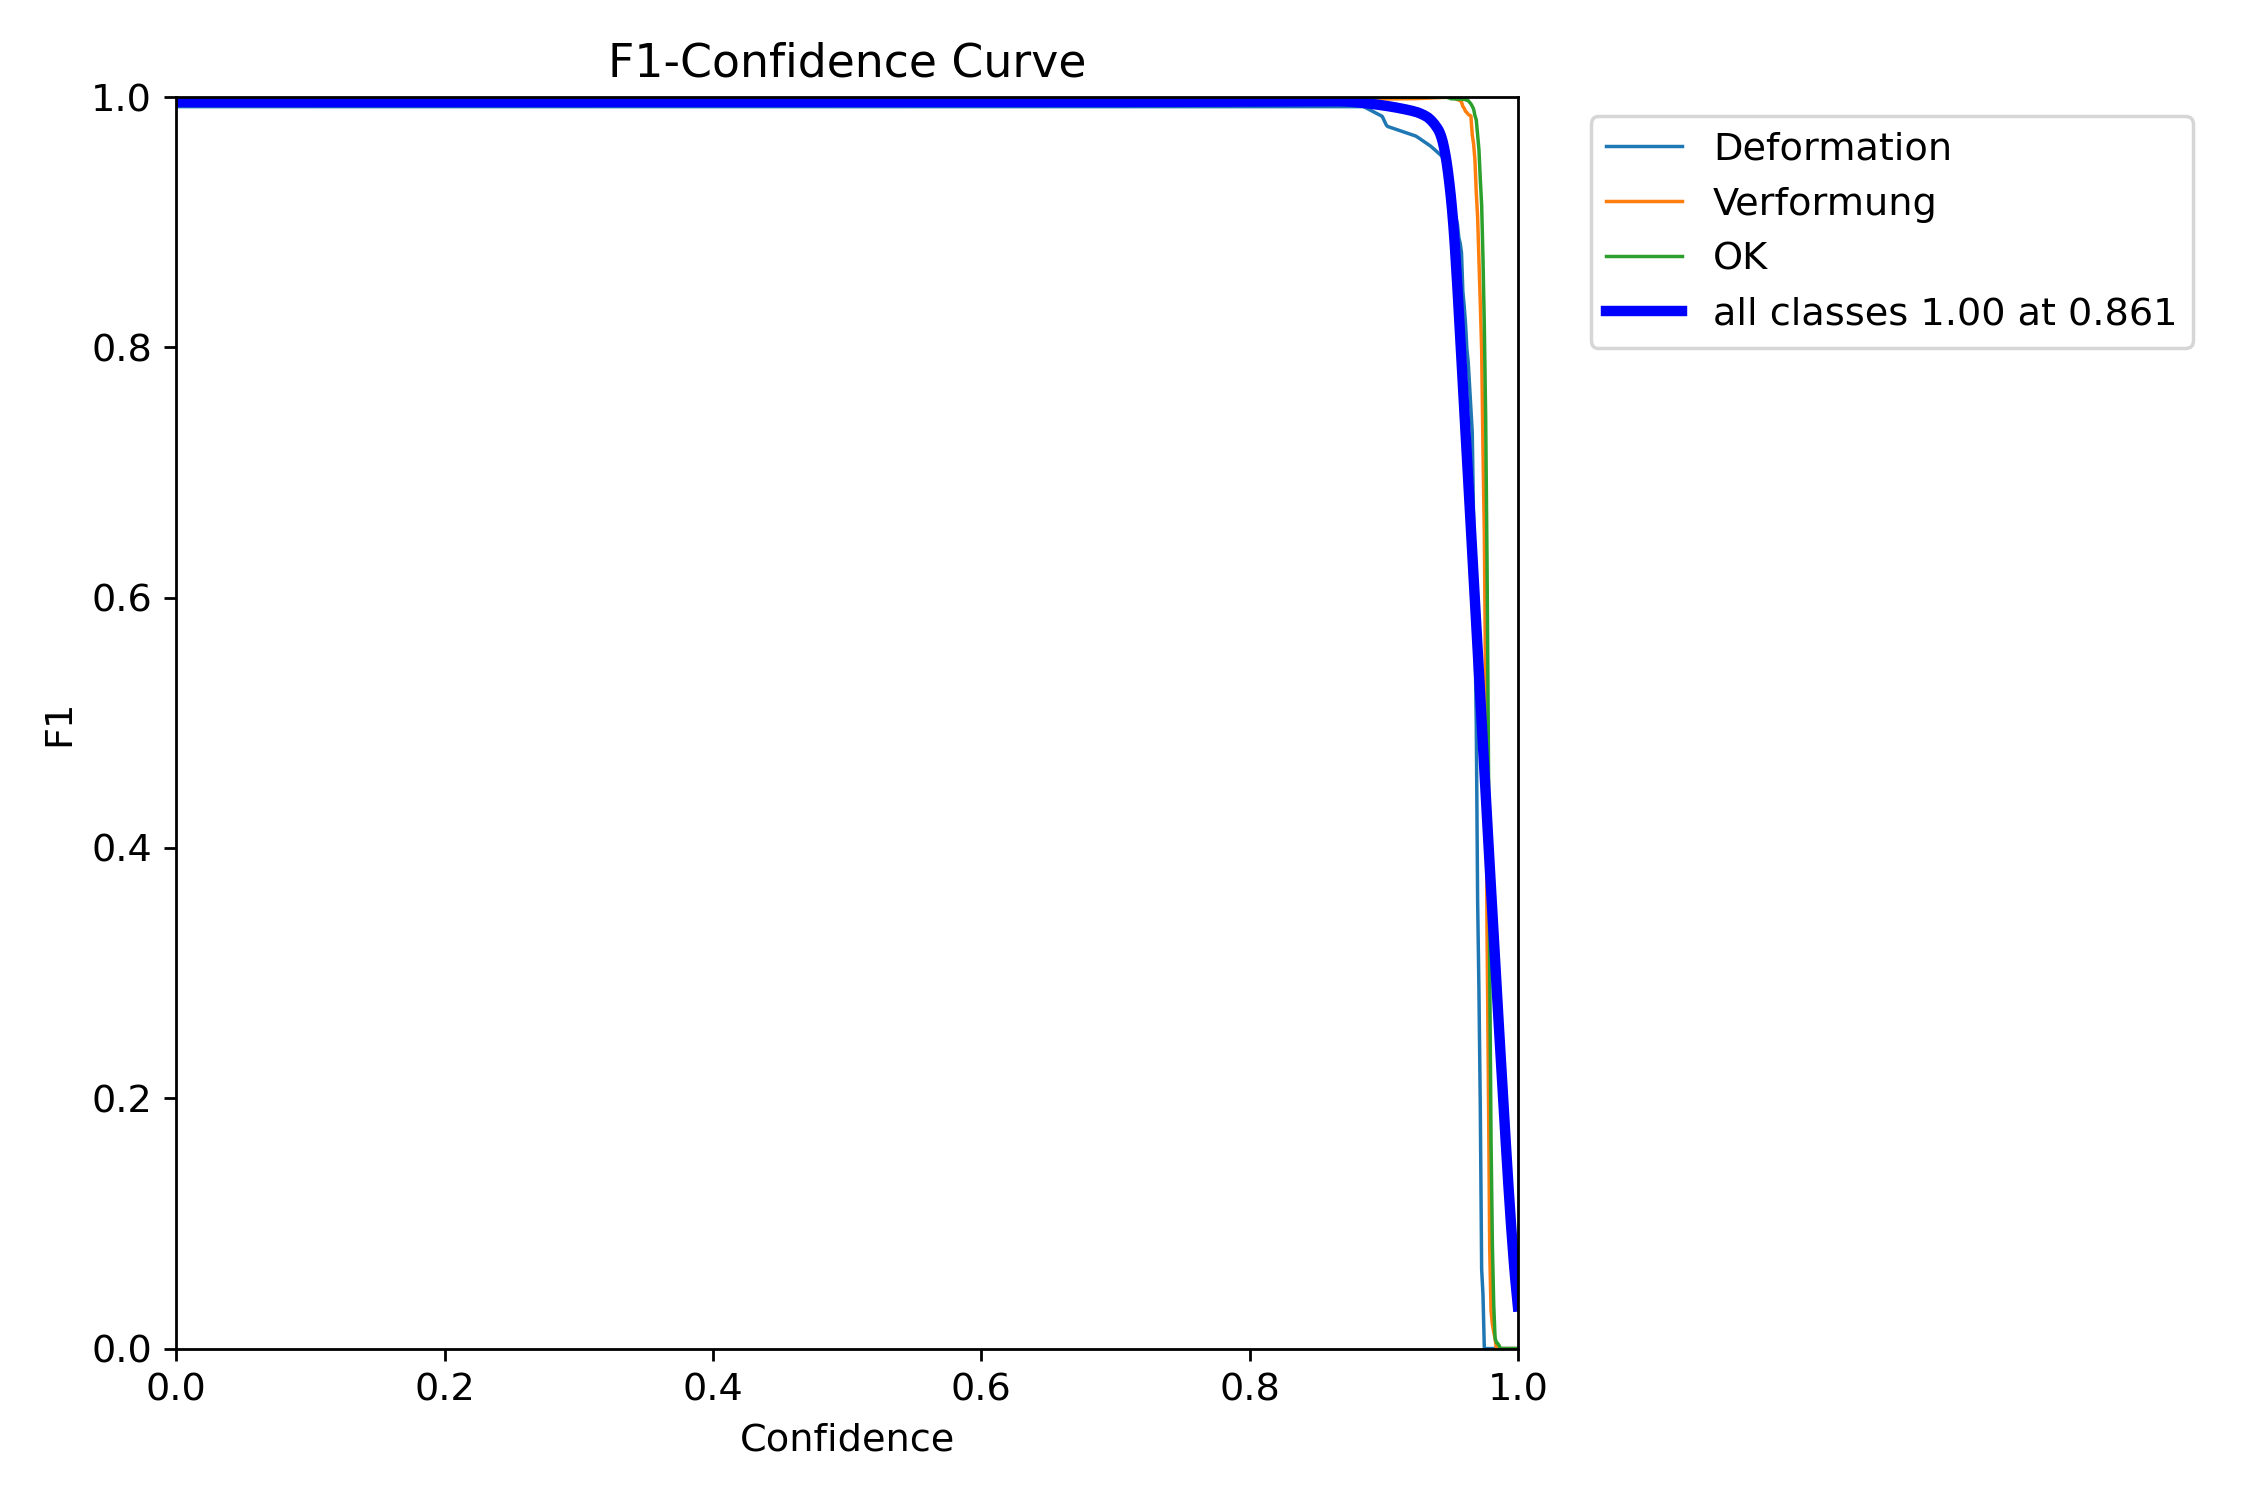 F1-Confidence Curve
1.0
0.8
0.6
0.4
0.2
0.0
F1
0.0 0.2 0.4 0.6 0.8 1.0
Confidence
Deformation
Verformung
OK
all classes 1.00 at 0.861